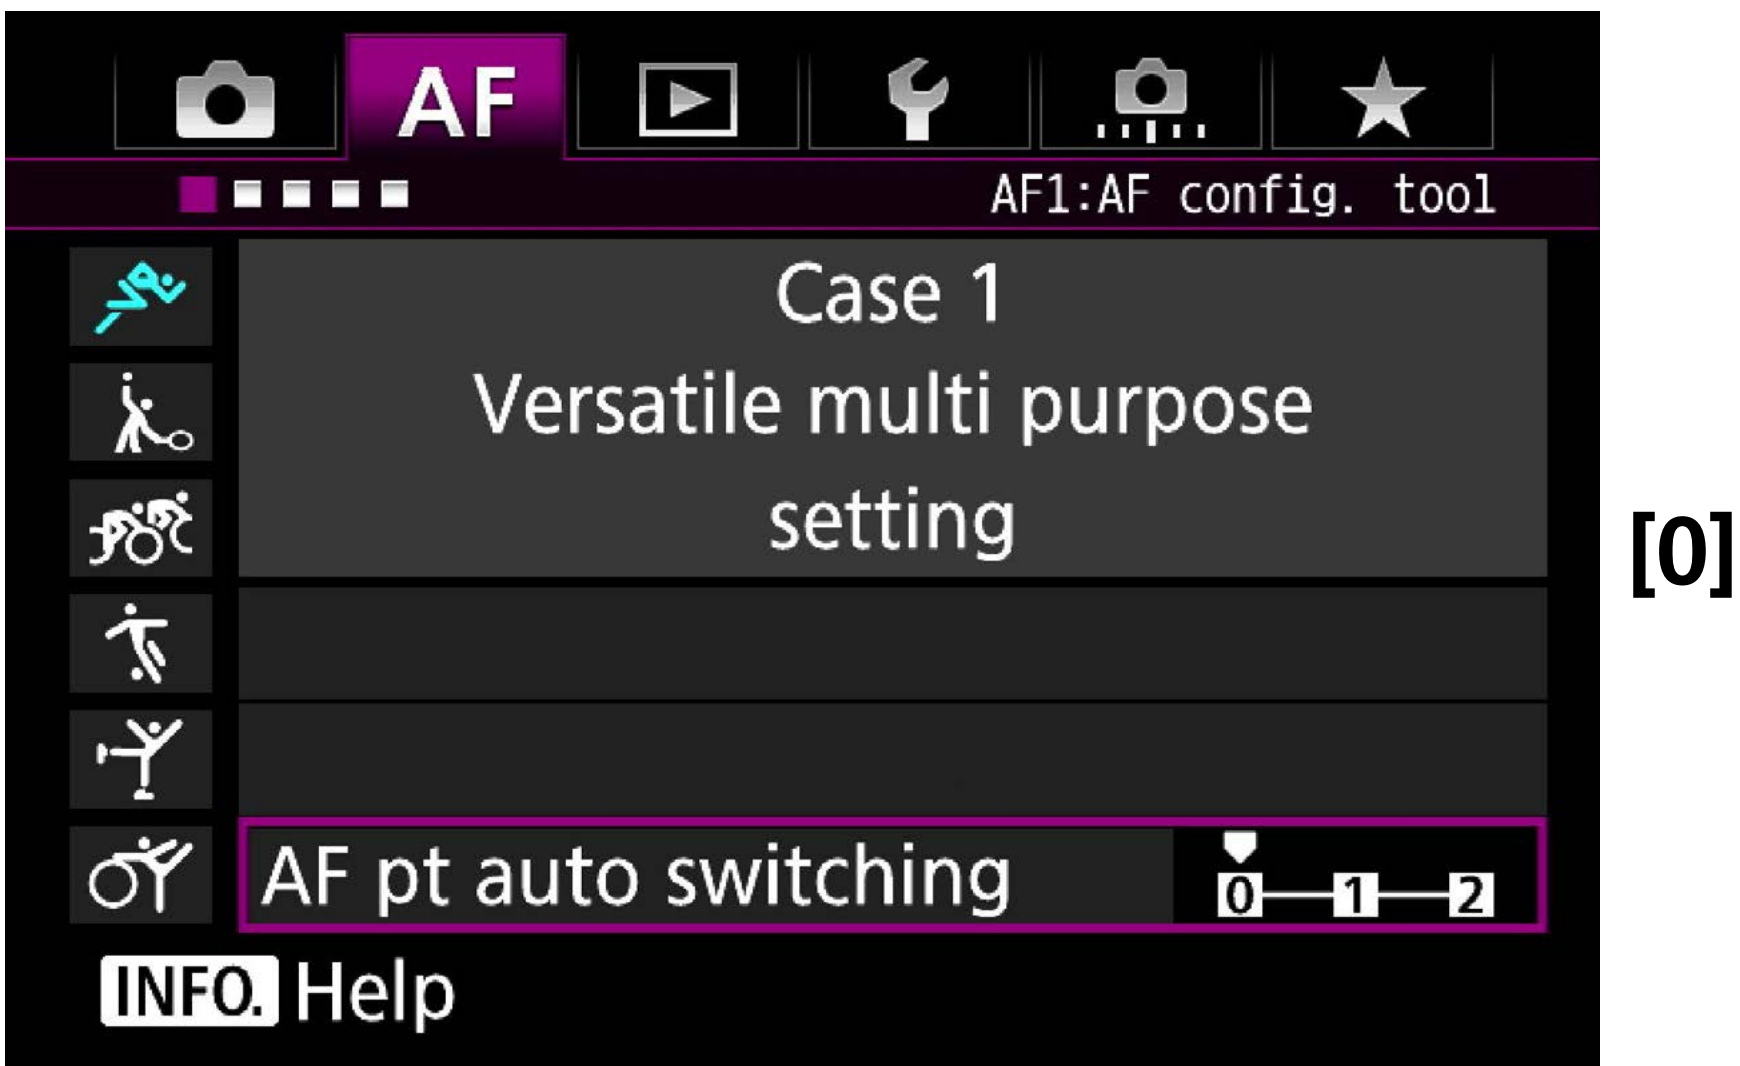 AF
AF1:AF config. tool
Case 1
Versatile multi purpose
setting
[0]
AF pt auto switching
0 1 2
INFO. Help